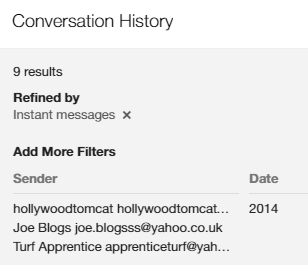 Conversation History
9 results
Refined by
Instant messages ×
Add More Filters
Sender Date
hollywoodtomcat hollywoodtomcat... 2014
Joe Blogs joe.blogsss@yahoo.co.uk
Turf Apprentice apprenticeturf@yah...